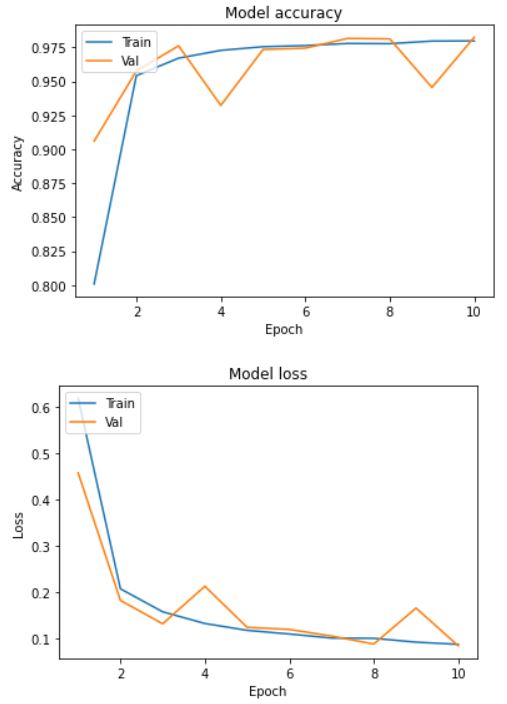 Model accuracy
0.975
0.950
0.925
0.900
0.875
0.850
0.825
0.800
Accuracy
Train
Val
2 4 6 8 10
Epoch
Model loss
0.6
0.5
0.4
0.3
0.2
0.1
Loss
Train
Val
2 4 6 8 10
Epoch